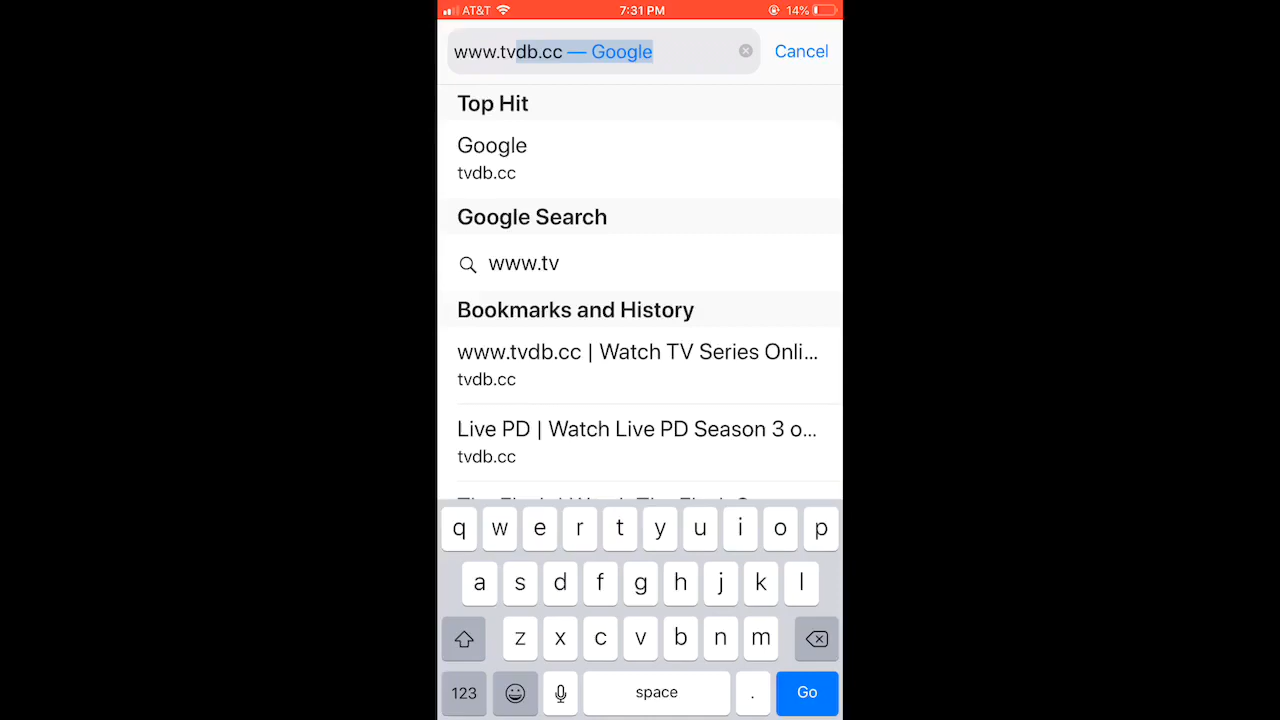 AT&T 7:31 PM 14%
www.tvdb.cc — Google Cancel
Top Hit
Google
tvdb.cc
Google Search
www.tv
Bookmarks and History
www.tvdb.cc | Watch TV Series Onli...
tvdb.cc
Live PD | Watch Live PD Season 3 o...
tvdb.cc
q w e r t y u i o p
a s d f g h j k l
z x c v b n m
123 space . Go